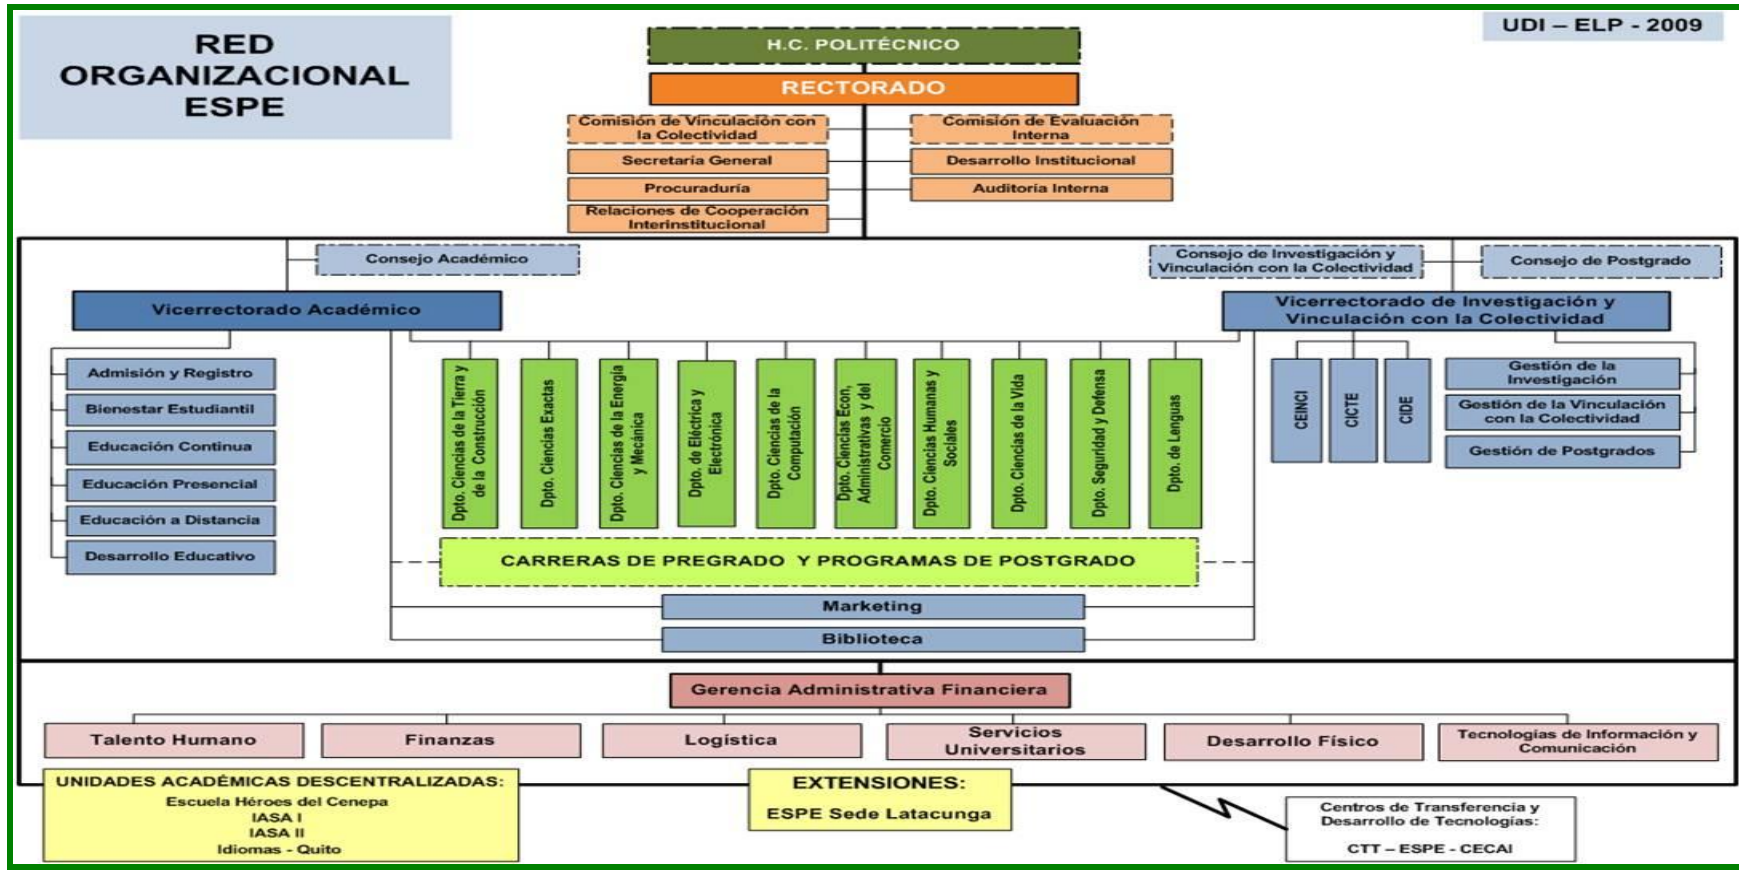 RED
ORGANIZACIONAL
ESPE
UDI – ELP - 2009
H.C. POLITÉCNICO
RECTORADO
Comisión de Vinculación con
la Colectividad
Comisión de Evaluación
Interna
Secretaría General
Desarrollo Institucional
Procuraduría
Auditoría Interna
Relaciones de Cooperación
Interinstitucional
Consejo Académico
Consejo de Investigación y
Vinculación con la Colectividad
Consejo de Postgrado
Vicerrectorado Académico
Vicerrectorado de Investigación y
Vinculación con la Colectividad
Admisión y Registro
Bienestar Estudiantil
Educación Continua
Educación Presencial
Educación a Distancia
Desarrollo Educativo
Dpto. Ciencias de la Tierra y
de la Construcción
Dpto. Ciencias Exactas
Dpto. Ciencias de la Energía
y Mecánica
Dpto. de Eléctrica y
Electrónica
Dpto. Ciencias de la
Computación
Dpto. Ciencias Econ,
Administrativas y del
Comercio
Dpto. Ciencias Humanas y
Sociales
Dpto. Ciencias de la Vida
Dpto. Seguridad y Defensa
Dpto. de Lenguas
CEINCI
CICTE
CIDE
Gestión de la
Investigación
Gestión de la Vinculación
con la Colectividad
Gestión de Postgrados
CARRERAS DE PREGRADO Y PROGRAMAS DE POSTGRADO
Marketing
Biblioteca
Gerencia Administrativa Financiera
Talento Humano
Finanzas
Logística
Servicios
Universitarios
Desarrollo Físico
Tecnologías de Información y
Comunicación
UNIDADES ACADÉMICAS DESCENTRALIZADAS:
Escuela Héroes del Cenepa
IASA I
IASA II
Idiomas - Quito
EXTENSIONES:
ESPE Sede Latacunga
Centros de Transferencia y
Desarrollo de Tecnologías:
CTT – ESPE - CECAI